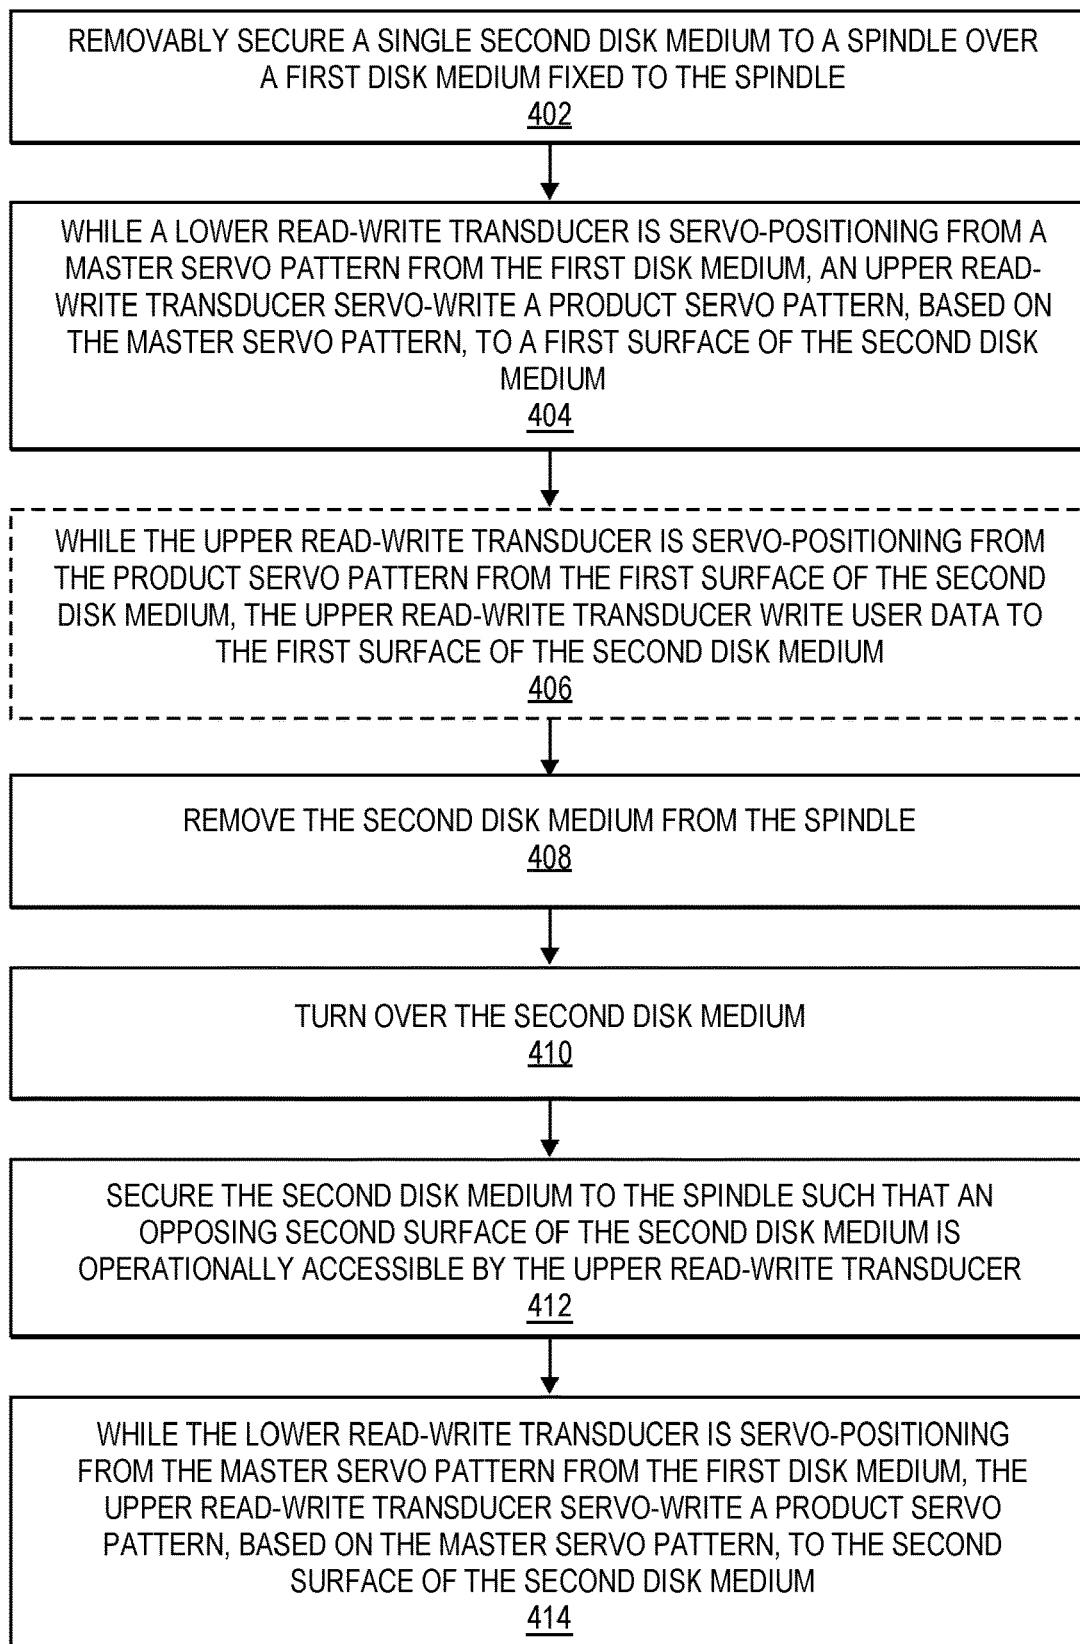 REMOVABLY SECURE A SINGLE SECOND DISK MEDIUM TO A SPINDLE OVER
A FIRST DISK MEDIUM FIXED TO THE SPINDLE
402
WHILE A LOWER READ-WRITE TRANSDUCER IS SERVO-POSITIONING FROM A
MASTER SERVO PATTERN FROM THE FIRST DISK MEDIUM, AN UPPER READ-
WRITE TRANSDUCER SERVO-WRITE A PRODUCT SERVO PATTERN, BASED ON
THE MASTER SERVO PATTERN, TO A FIRST SURFACE OF THE SECOND DISK
MEDIUM
404
WHILE THE UPPER READ-WRITE TRANSDUCER IS SERVO-POSITIONING FROM
THE PRODUCT SERVO PATTERN FROM THE FIRST SURFACE OF THE SECOND
DISK MEDIUM, THE UPPER READ-WRITE TRANSDUCER WRITE USER DATA TO
THE FIRST SURFACE OF THE SECOND DISK MEDIUM
406
REMOVE THE SECOND DISK MEDIUM FROM THE SPINDLE
408
TURN OVER THE SECOND DISK MEDIUM
410
SECURE THE SECOND DISK MEDIUM TO THE SPINDLE SUCH THAT AN
OPPOSING SECOND SURFACE OF THE SECOND DISK MEDIUM IS
OPERATIONALLY ACCESSIBLE BY THE UPPER READ-WRITE TRANSDUCER
412
WHILE THE LOWER READ-WRITE TRANSDUCER IS SERVO-POSITIONING
FROM THE MASTER SERVO PATTERN FROM THE FIRST DISK MEDIUM, THE
UPPER READ-WRITE TRANSDUCER SERVO-WRITE A PRODUCT SERVO
PATTERN, BASED ON THE MASTER SERVO PATTERN, TO THE SECOND
SURFACE OF THE SECOND DISK MEDIUM
414